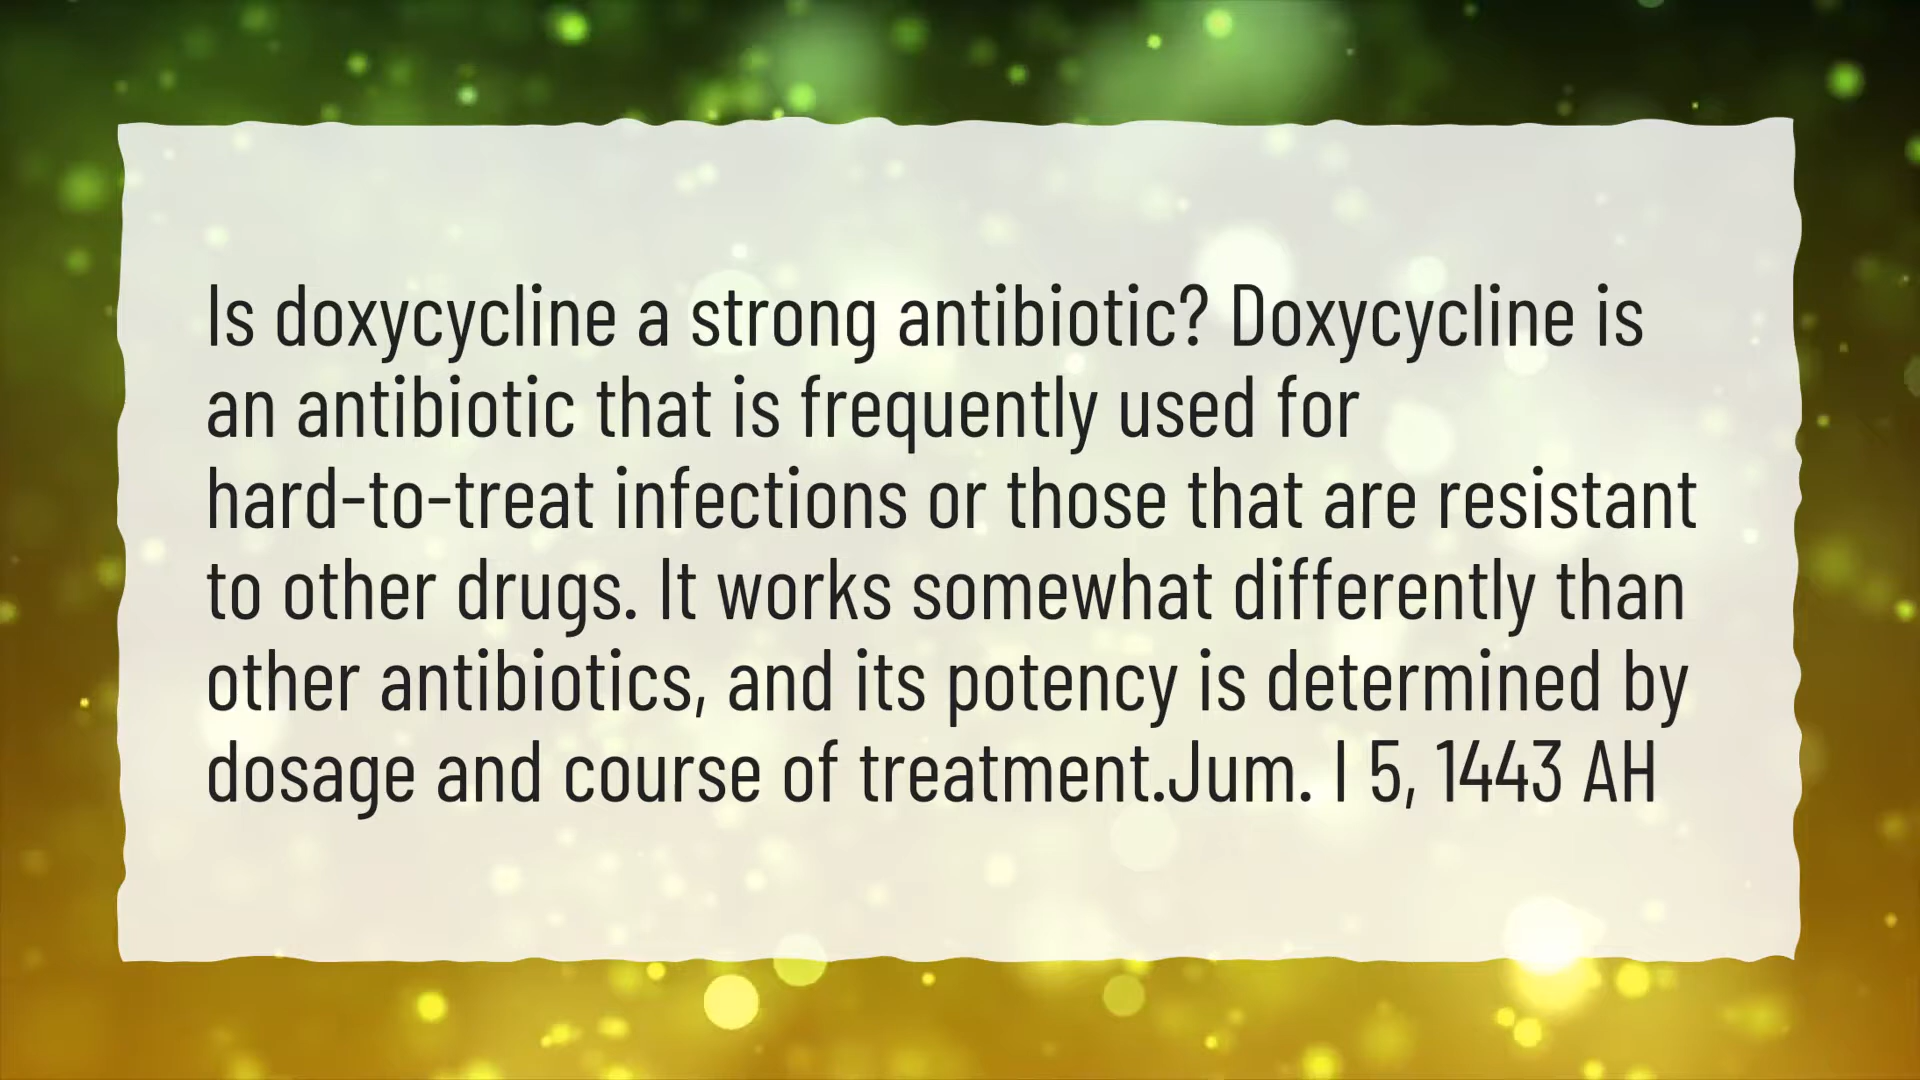 Is doxycycline a strong antibiotic? Doxycycline is
an antibiotic that is frequently used for
hard-to-treat infections or those that are resistant
to other drugs. It works somewhat differently than
other antibiotics, and its potency is determined by
dosage and course of treatment.Jum. I 5, 1443 AH